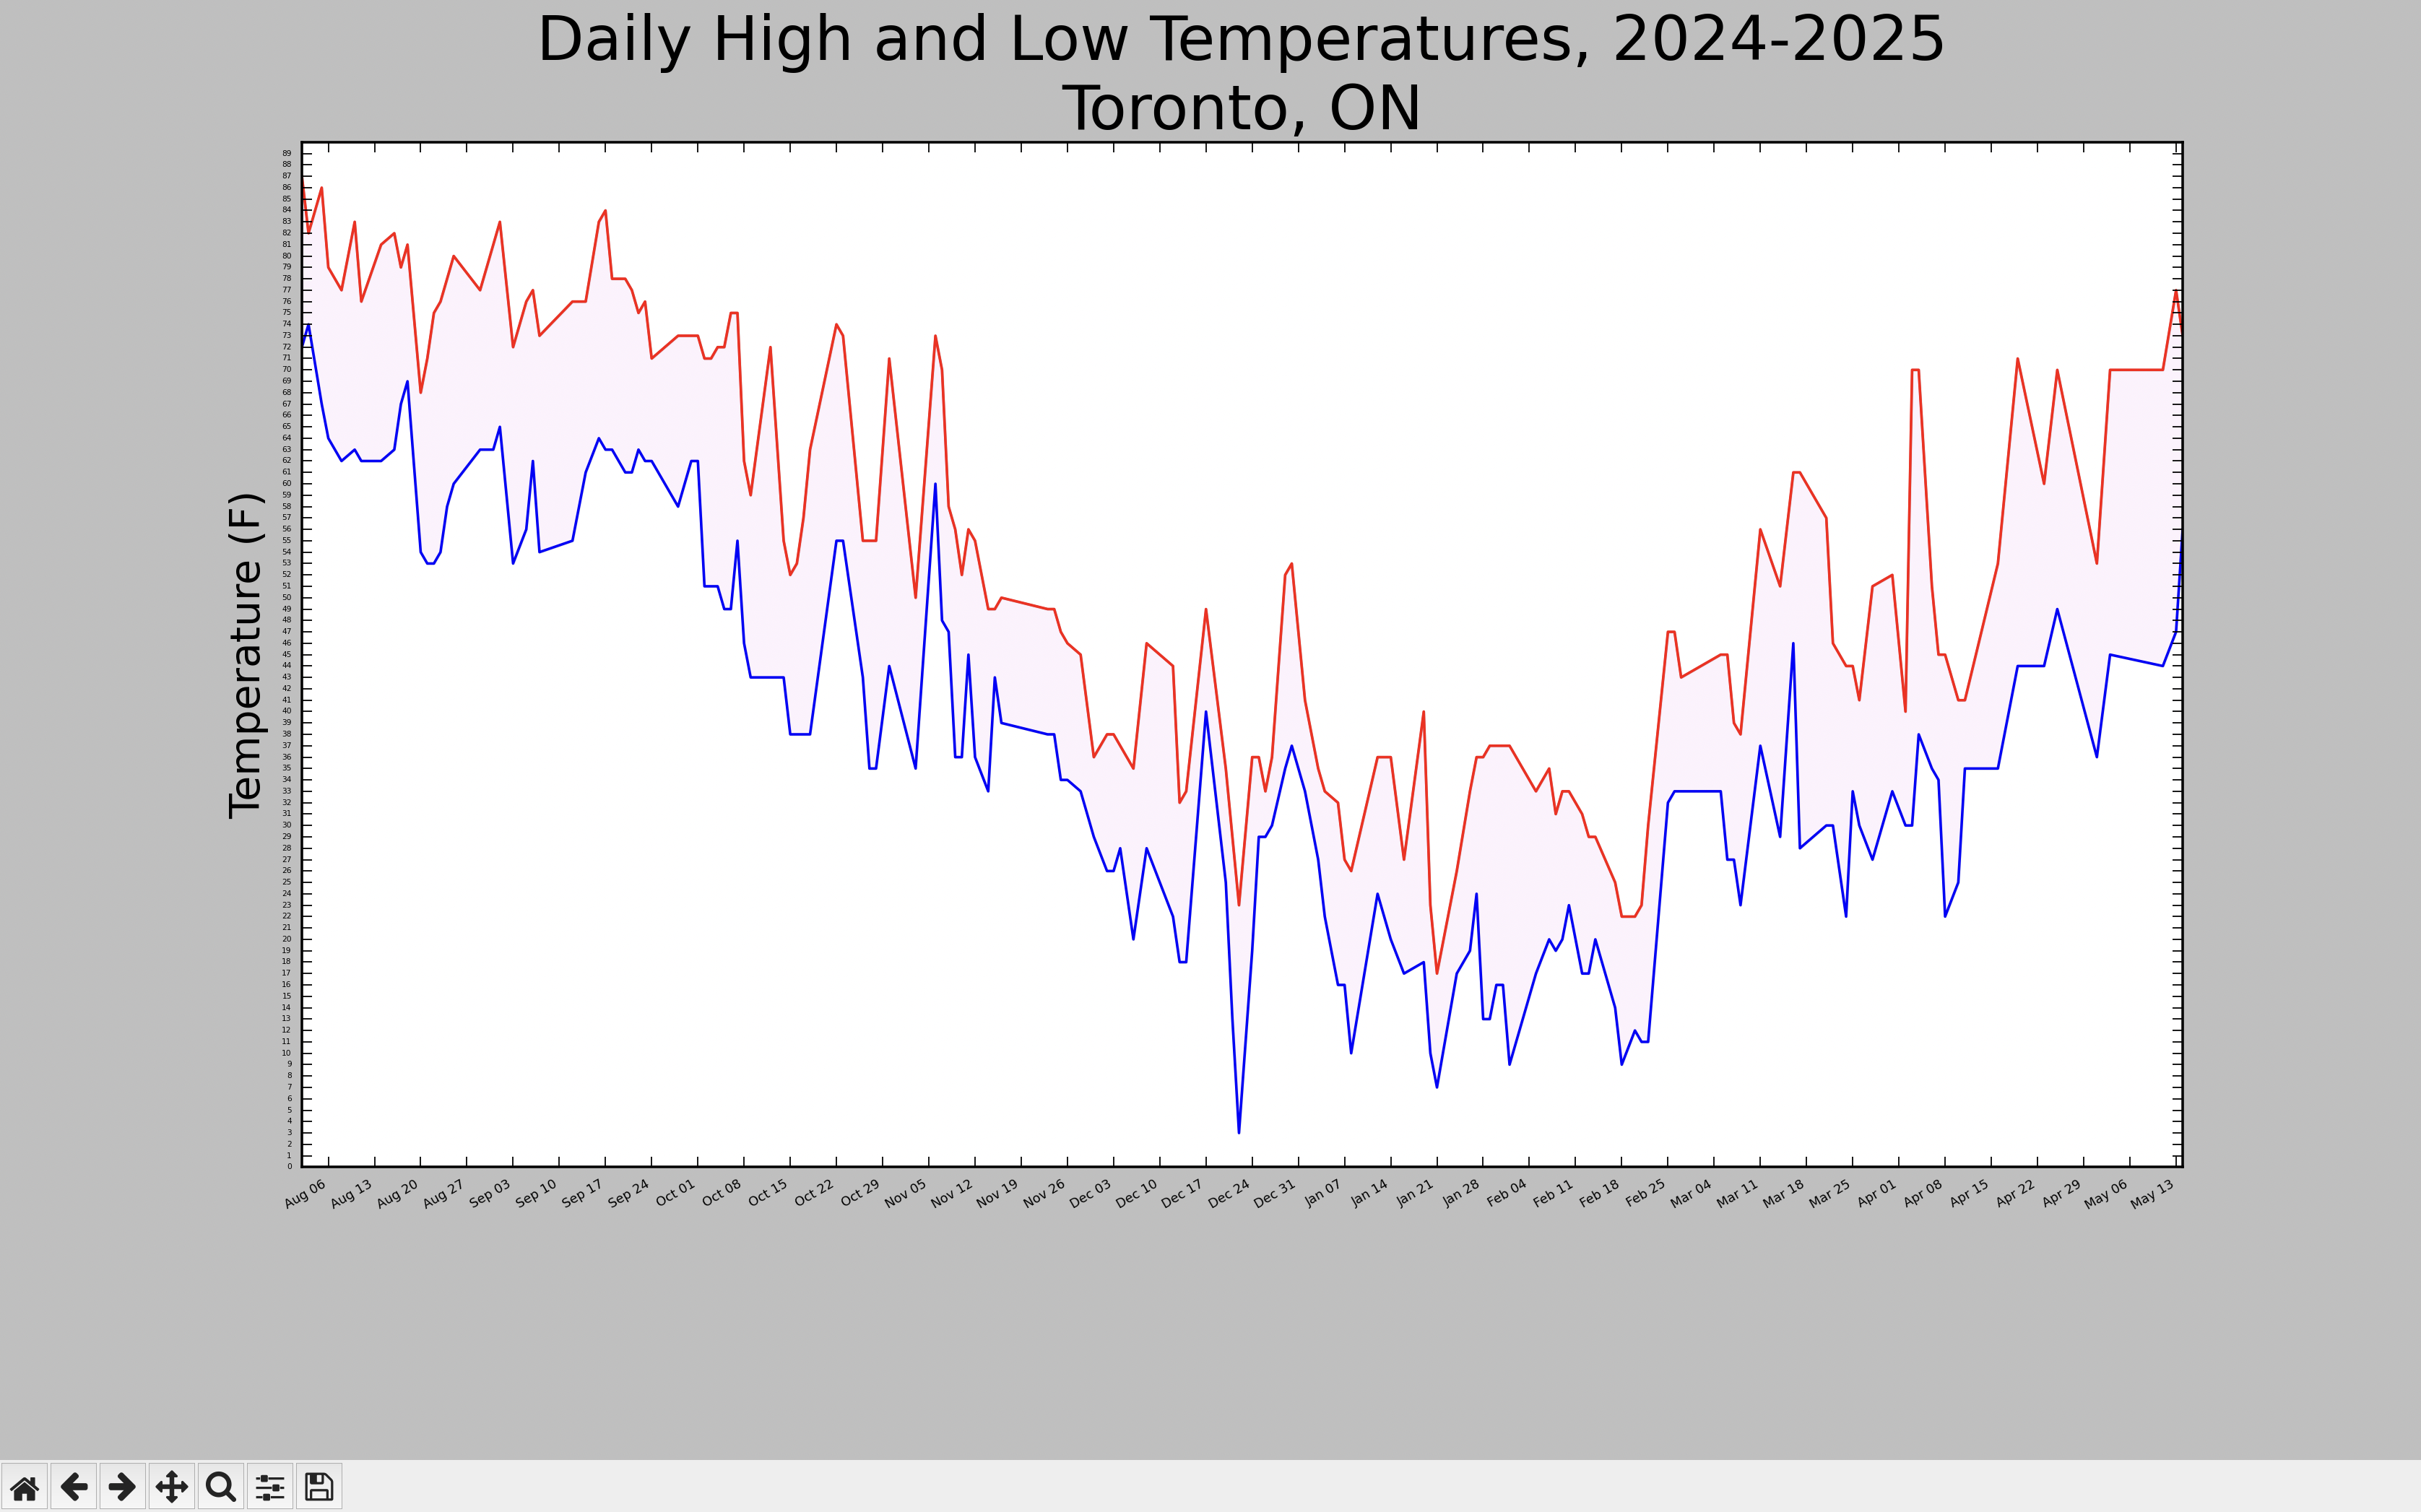 Daily High and Low Temperatures, 2024-2025
Toronto, ON
Temperature (F)
89
88
87
86
85
84
83
82
81
80
79
78
77
76
75
74
73
72
71
70
69
68
67
66
65
64
63
62
61
60
59
58
57
56
55
54
53
52
51
50
49
48
47
46
45
44
43
42
41
40
39
38
37
36
35
34
33
32
31
30
29
28
27
26
25
24
23
22
21
20
19
18
17
16
15
14
13
12
11
10
9
8
7
6
5
4
3
2
1
0
Aug 06
Aug 13
Aug 20
Aug 27
Sep 03
Sep 10
Sep 17
Sep 24
Oct 01
Oct 08
Oct 15
Oct 22
Oct 29
Nov 05
Nov 12
Nov 19
Nov 26
Dec 03
Dec 10
Dec 17
Dec 24
Dec 31
Jan 07
Jan 14
Jan 21
Jan 28
Feb 04
Feb 11
Feb 18
Feb 25
Mar 04
Mar 11
Mar 18
Mar 25
Apr 01
Apr 08
Apr 15
Apr 22
Apr 29
May 06
May 13